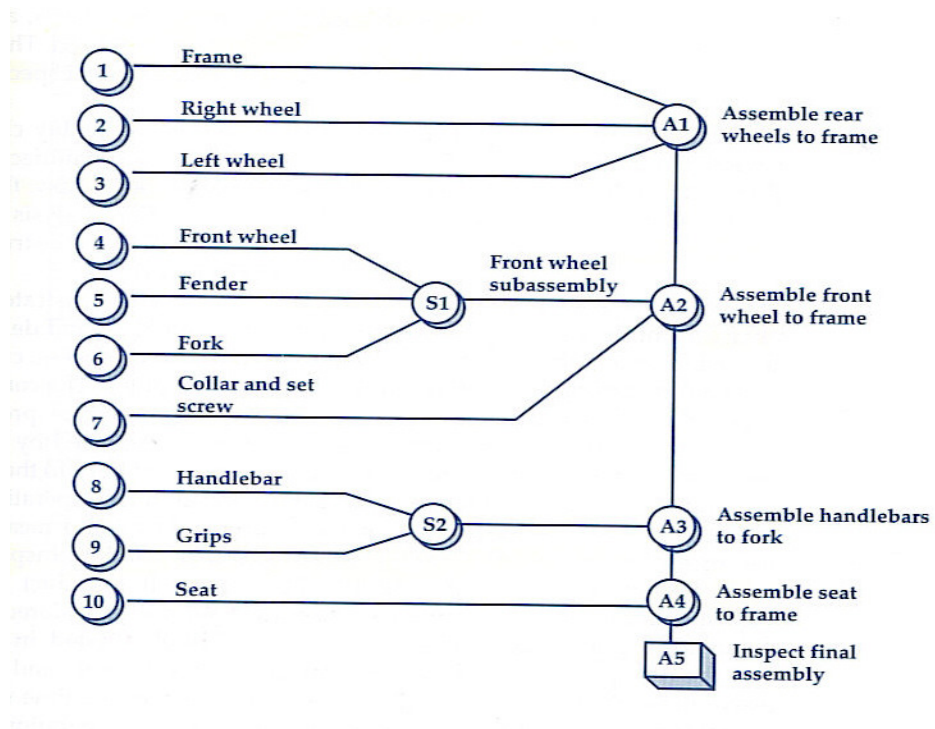 1 Frame
2 Right wheel
3 Left wheel
A1 Assemble rear
wheels to frame
4 Front wheel
5 Fender
6 Fork
S1 Front wheel
subassembly
7 Collar and set
screw
A2 Assemble front
wheel to frame
8 Handlebar
9 Grips
S2
A3 Assemble handlebars
to fork
10 Seat
A4 Assemble seat
to frame
A5 Inspect final
assembly